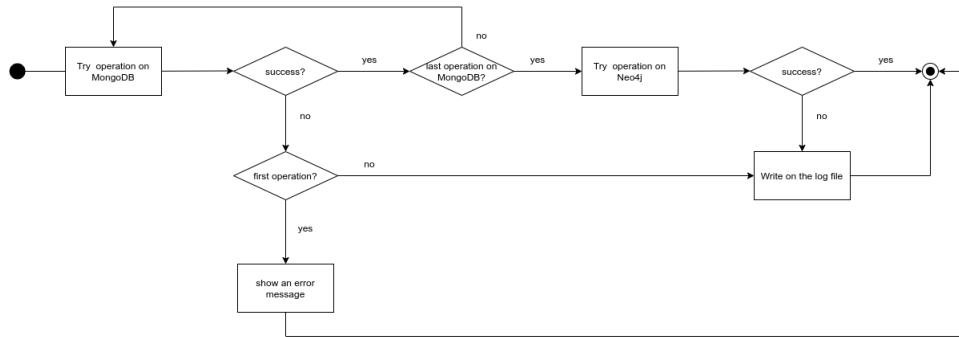 no
Try operation on
MongoDB
success?
yes
last operation on
MongoDB?
yes
Try operation on
Neo4j
success?
yes
no
no
first operation?
no
Write on the log file
yes
show an error
message